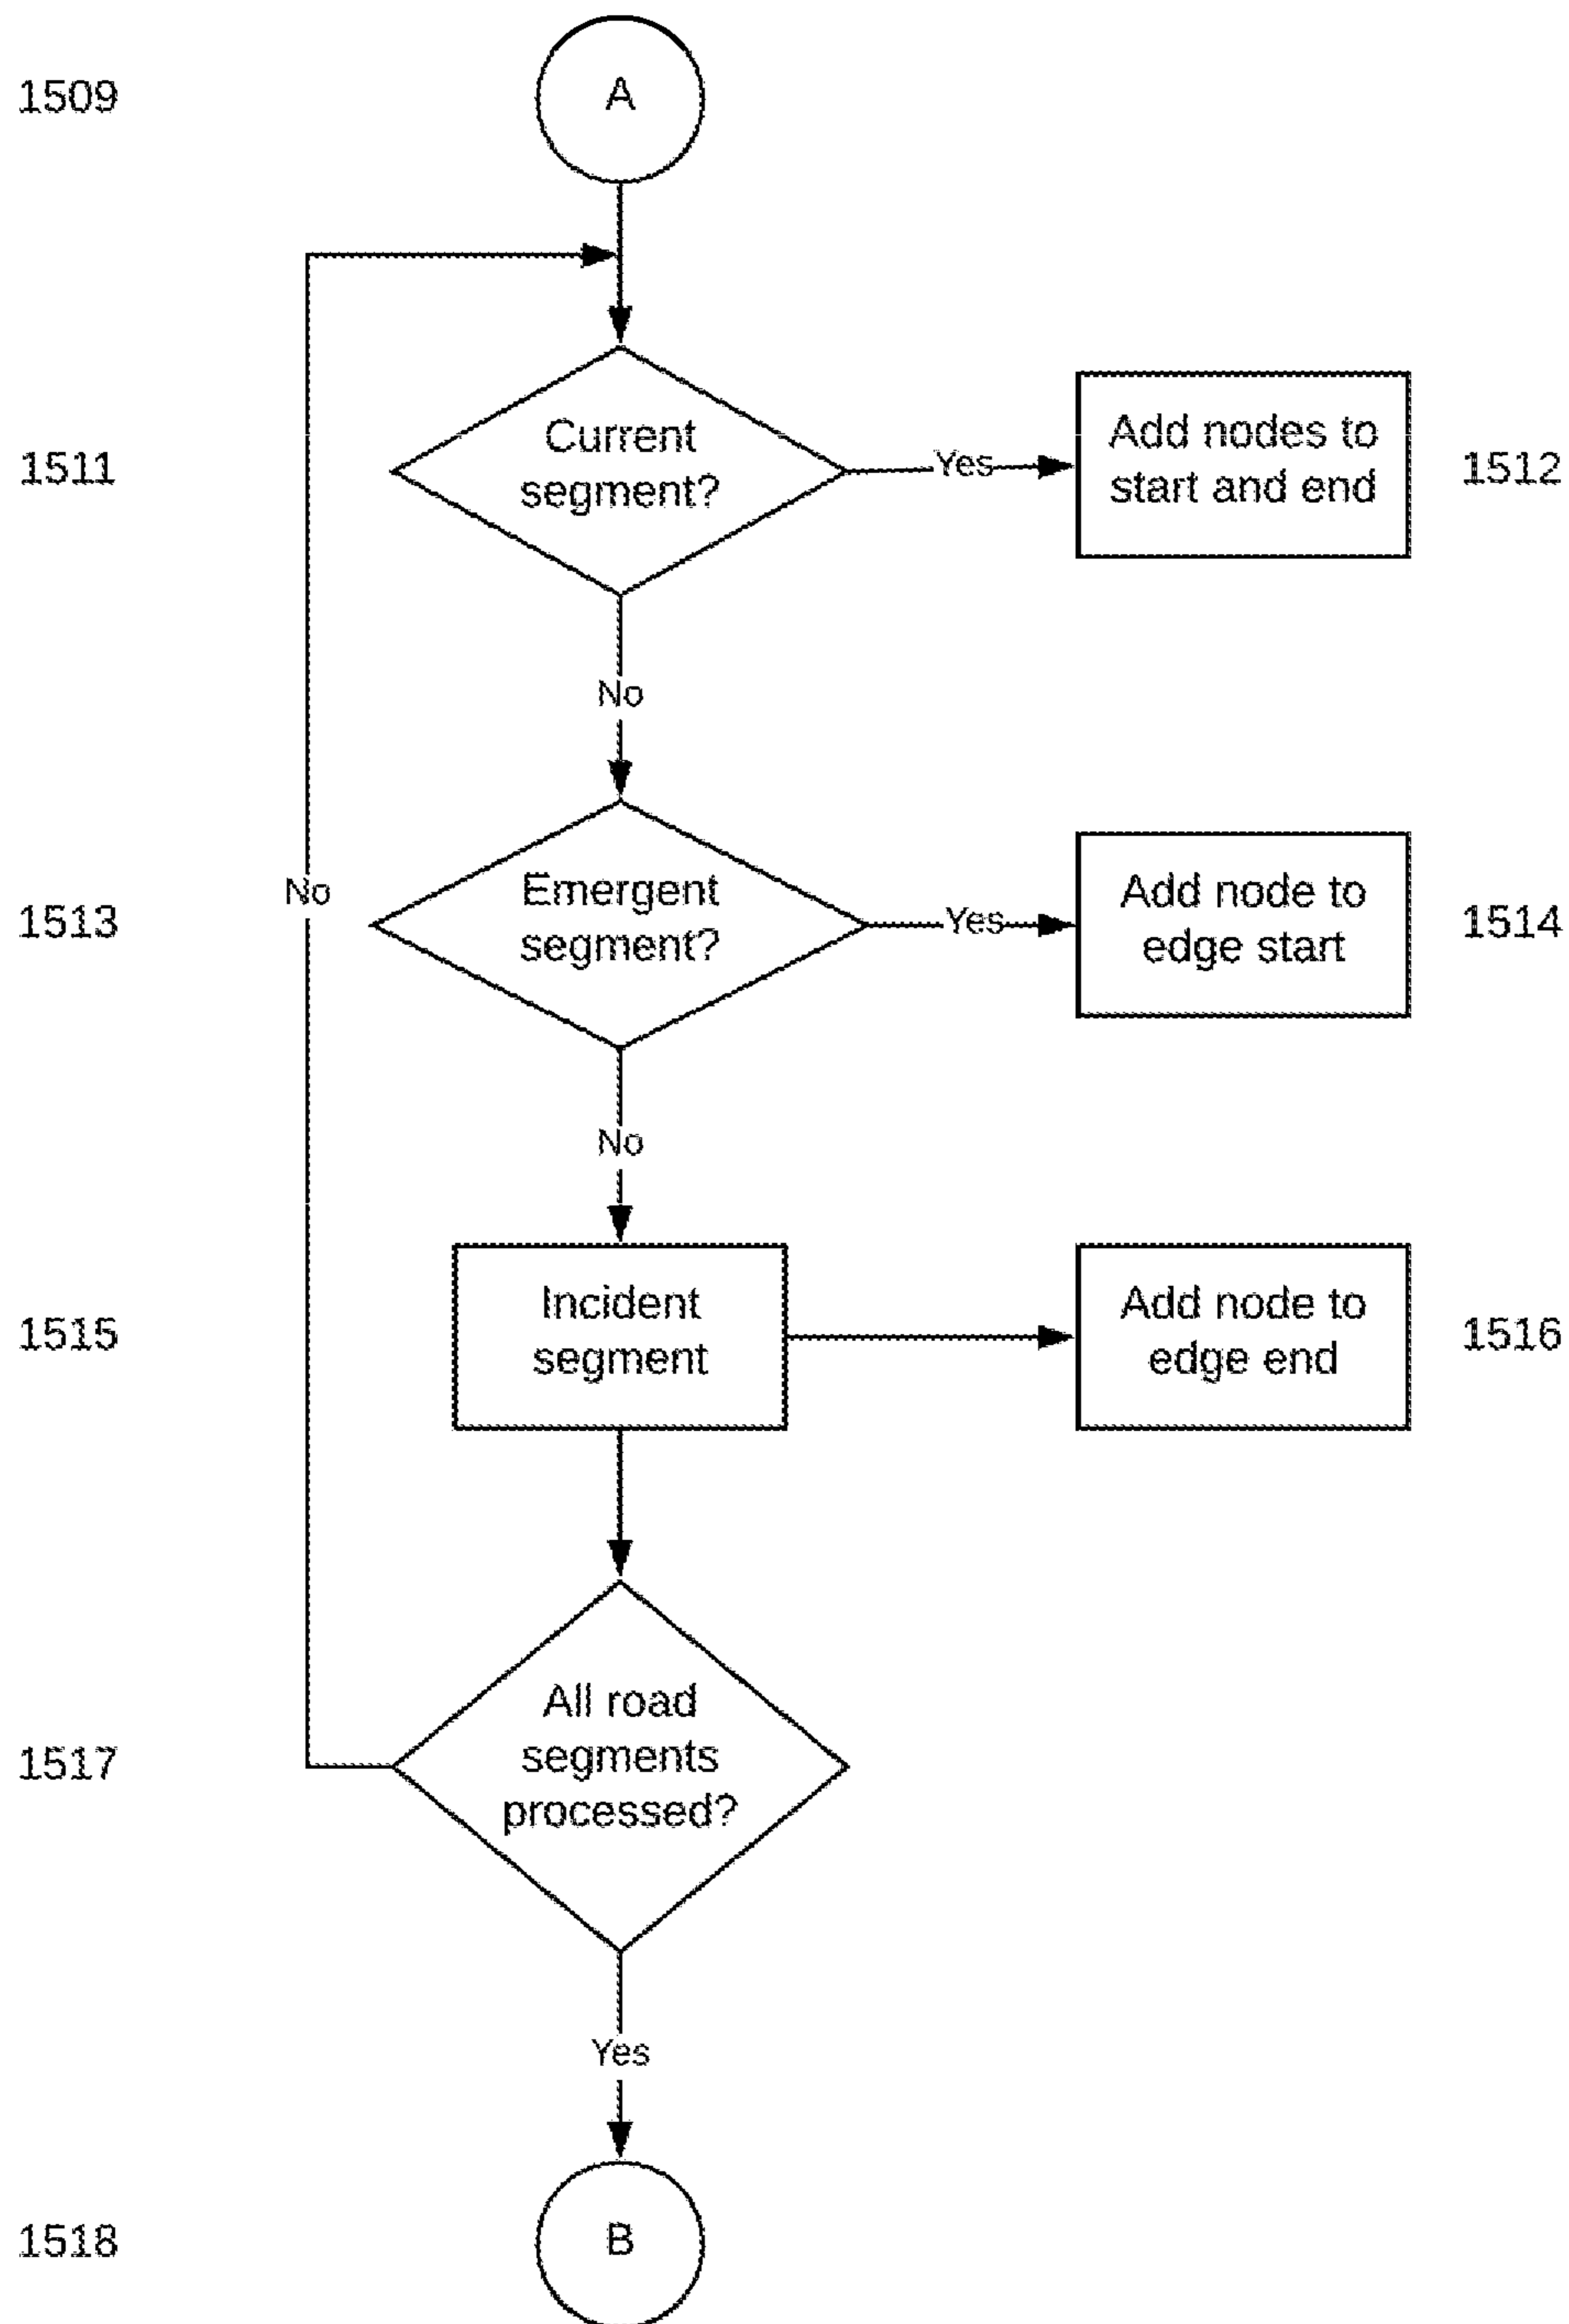 1509
A
1511
Current
segment?
Yes
Add nodes to
start and end
1512
No
No
1513
Emergent
segment?
Yes
Add node to
edge start
1514
No
1515
Incident
segment
Add node to
edge end
1516
1517
All road
segments
processed?
Yes
1518
B